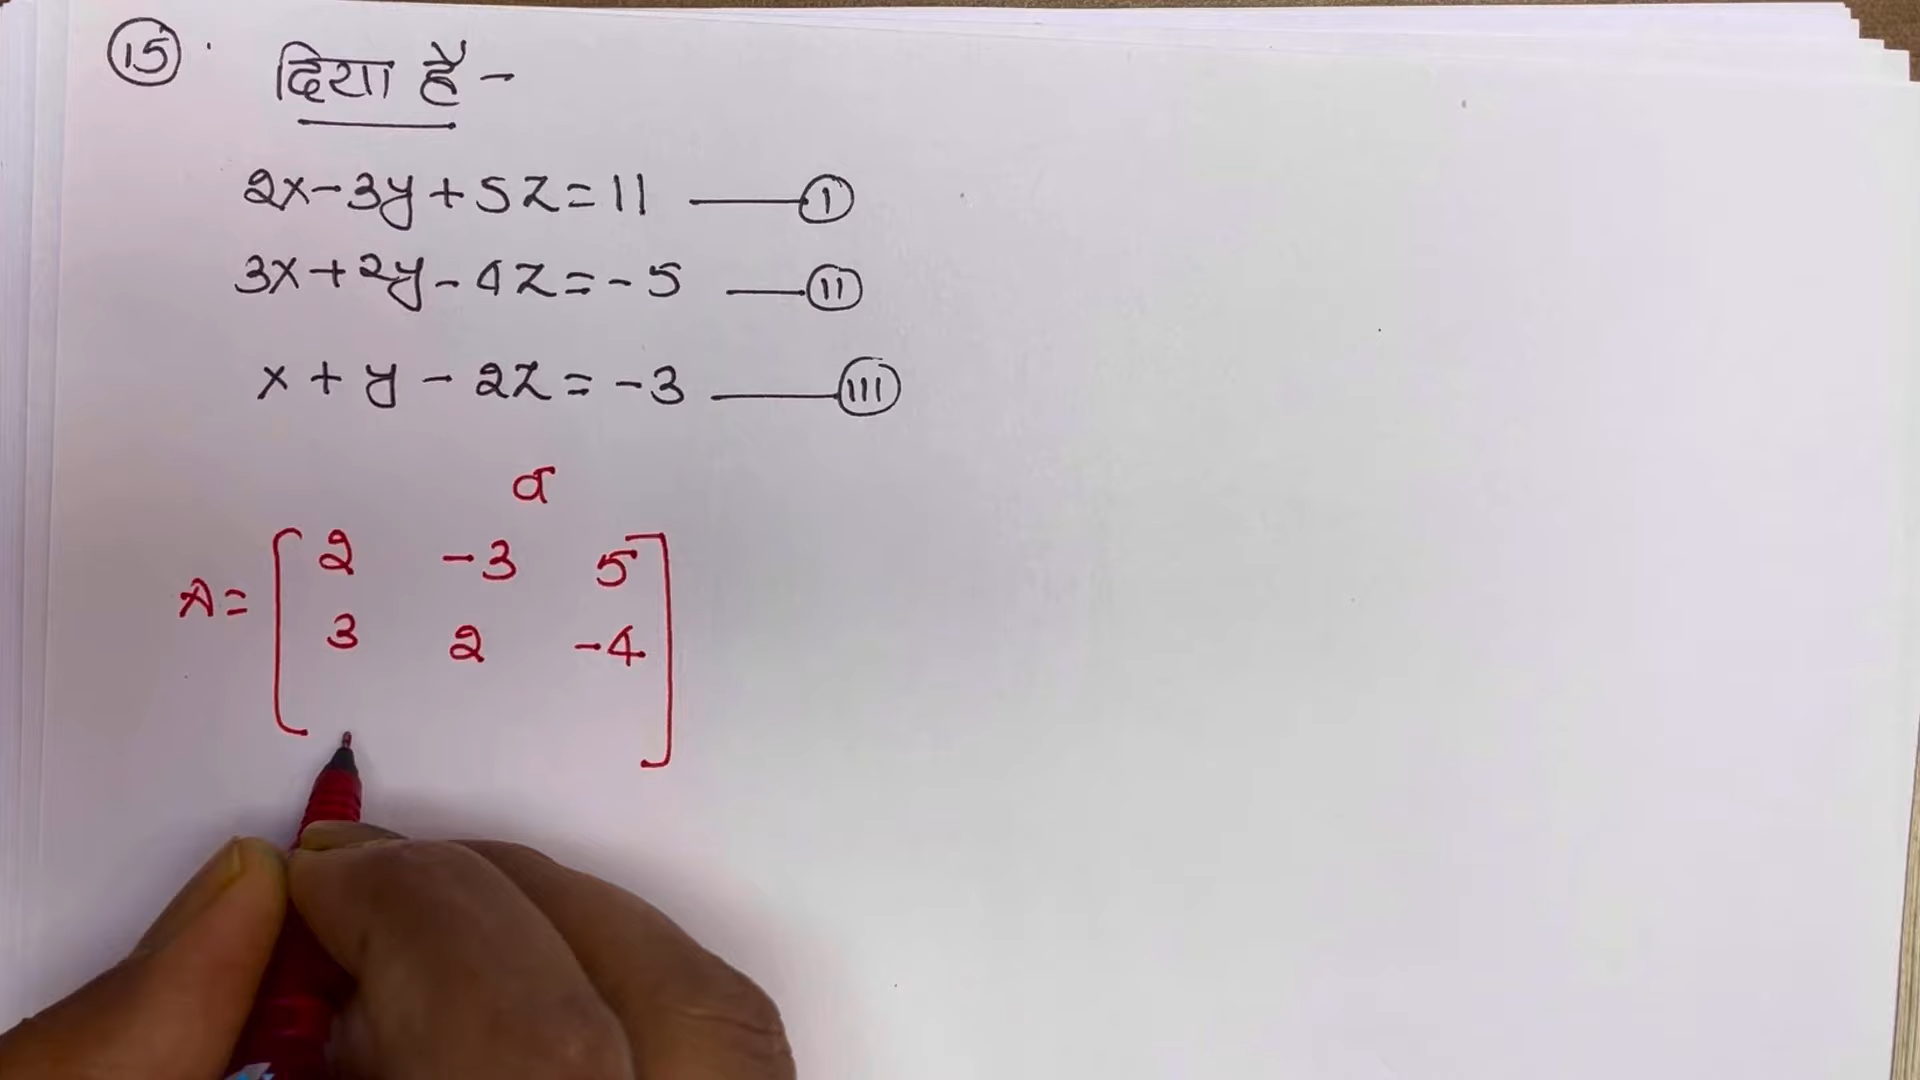 15.
दिया है -
2x-3y+5z=11 —— I
3x+2y-4z=-5 —— II
x+y-2z=-3 —— III
A= [ 2 -3 5
3 2 -4 ]